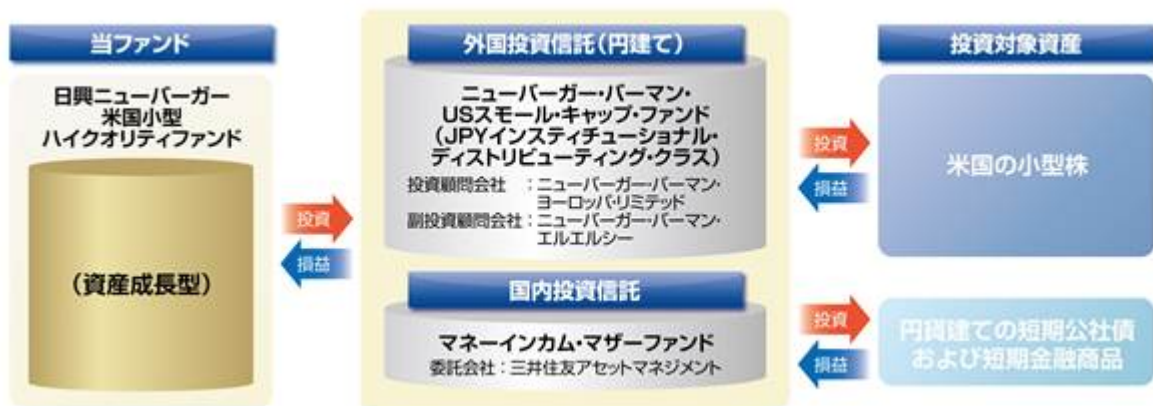 当ファンド
日興ニューバーガー
米国小型
ハイクオリティファンド
(資産成長型)
投資
損益
外国投資信託(円建て)
ニューバーガー・バーマン・
USスモール・キャップ・ファンド
(JPYインスティチューショナル・
ディストリビューティング・クラス)
投資顧問会社 :ニューバーガー・バーマン・
ヨーロッパ・リミテッド
副投資顧問会社:ニューバーガー・バーマン・
エルエルシー
国内投資信託
マネーインカム・マザーファンド
委託会社:三井住友アセットマネジメント
投資
損益
投資
損益
投資対象資産
米国の小型株
円貨建ての短期公社債
および短期金融商品